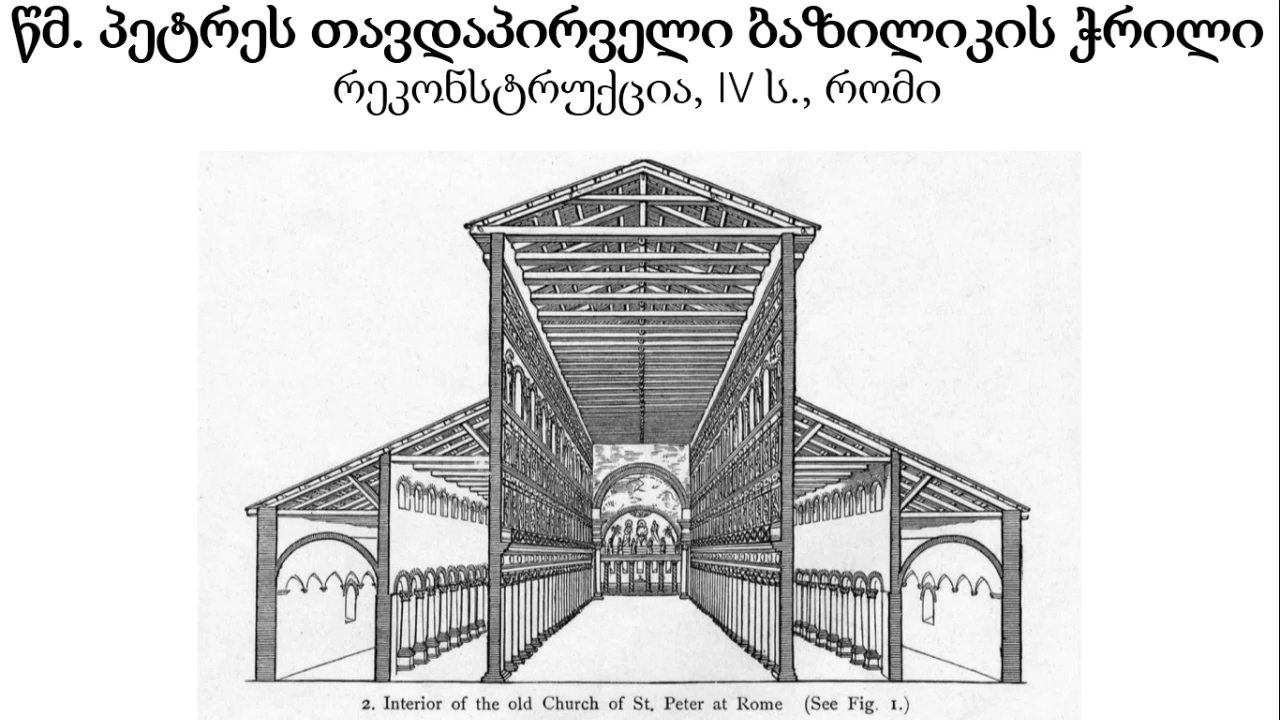 წმ. პეტრეს თავდაპირველი ბაზილიკის ჭრილი
რეკონსტრუქცია, IV ს., რომი
2. Interior of the old Church of St. Peter at Rome (See Fig. 1.)